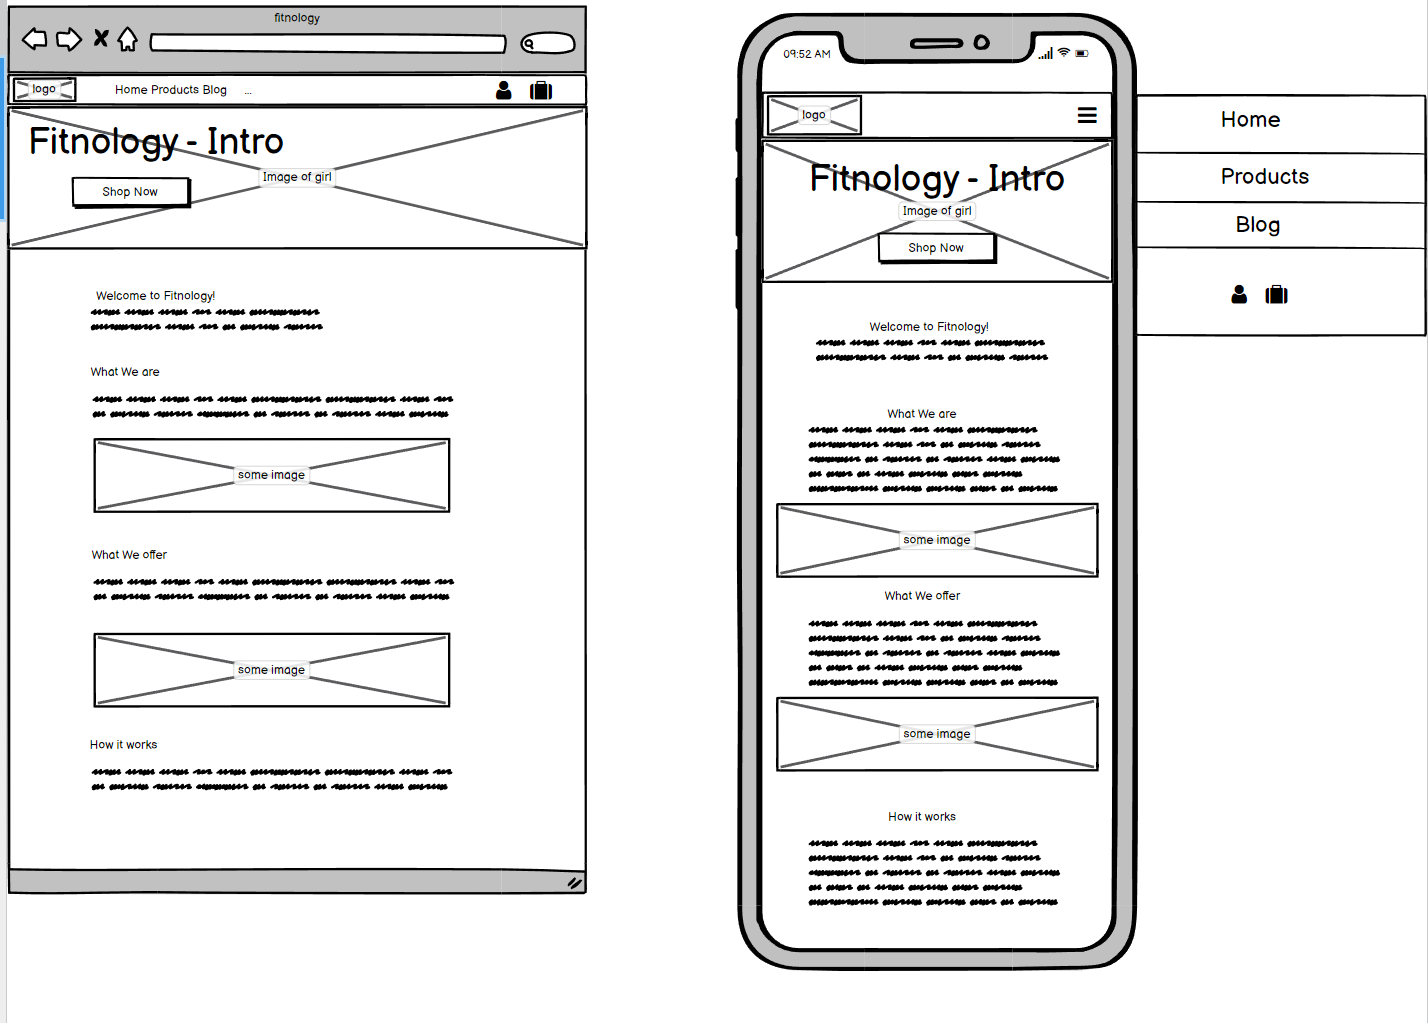 fitnology
logo
Home Products Blog ...
Fitnology - Intro
Image of girl
Shop Now
Welcome to Fitnology!
What We are
some image
What We offer
some image
How it works
09:52 AM
logo
Fitnology - Intro
Image of girl
Shop Now
Welcome to Fitnology!
What We are
some image
What We offer
some image
How it works
Home
Products
Blog